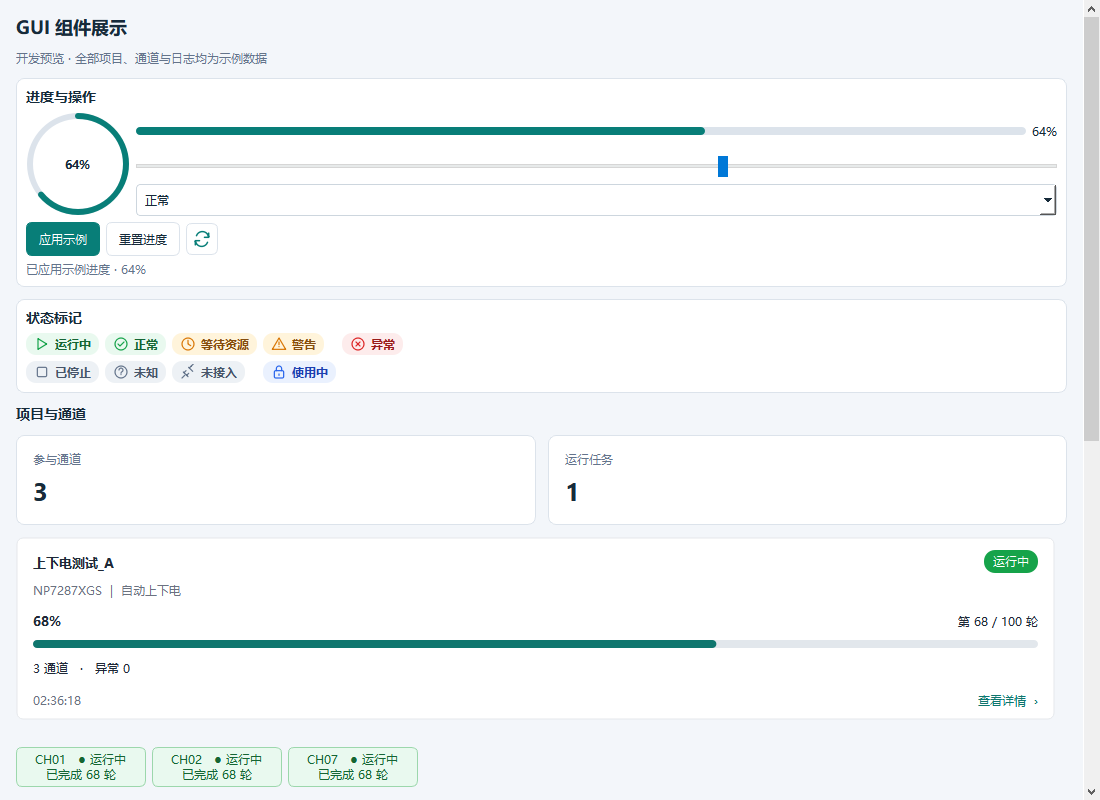 GUI 组件展示
开发预览 · 全部项目、通道与日志均为示例数据
进度与操作
64%
64%
正常
应用示例 重置进度
已应用示例进度 · 64%
状态标记
运行中 正常 等待资源 警告 异常
已停止 未知 未接入 使用中
项目与通道
参与通道
3
运行任务
1
上下电测试_A 运行中
NP7287XGS | 自动上下电
68% 第 68 / 100 轮
3 通道 · 异常 0
02:36:18 查看详情 ›
CH01 ● 运行中
已完成 68 轮
CH02 ● 运行中
已完成 68 轮
CH07 ● 运行中
已完成 68 轮